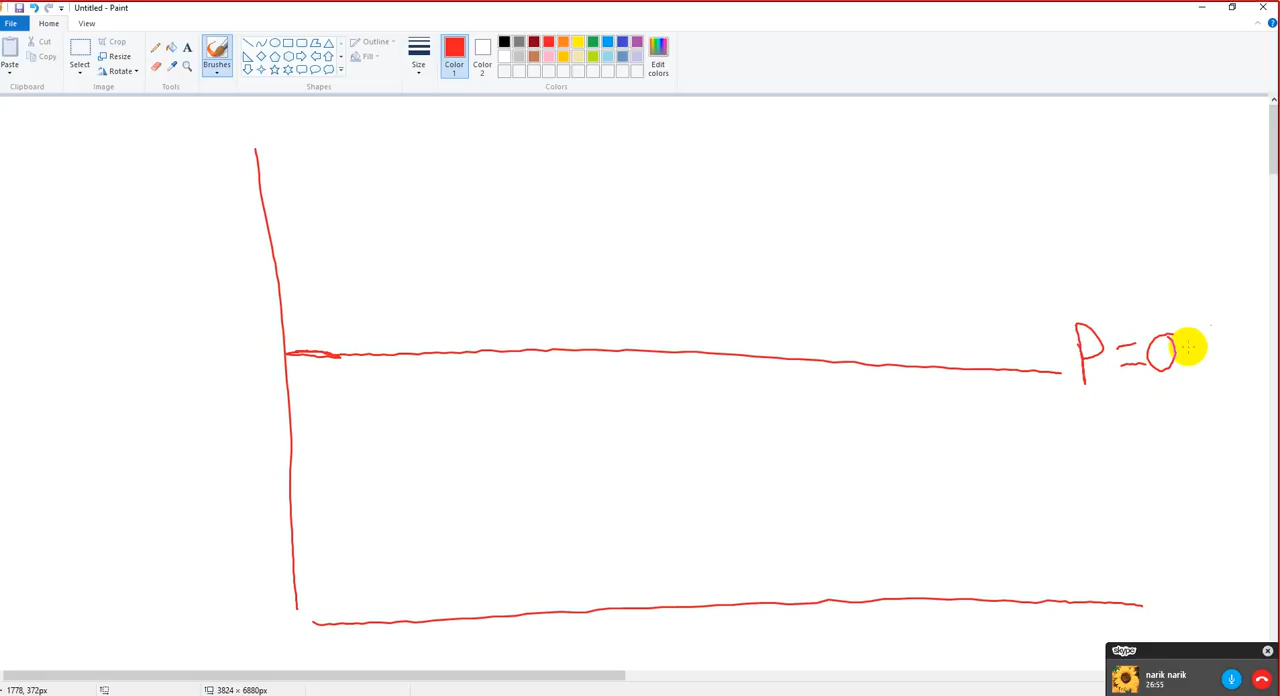 Untitled - Paint
File Home View
Cut
Copy
Paste
Clipboard
Select
Crop
Resize
Rotate
Image
Tools
Brushes
Outline
Fill
Shapes
Size
Color 1
Color 2
Edit colors
Colors
P = 0
skype
narik narik
26:55
1778, 372px
3824 × 6880px